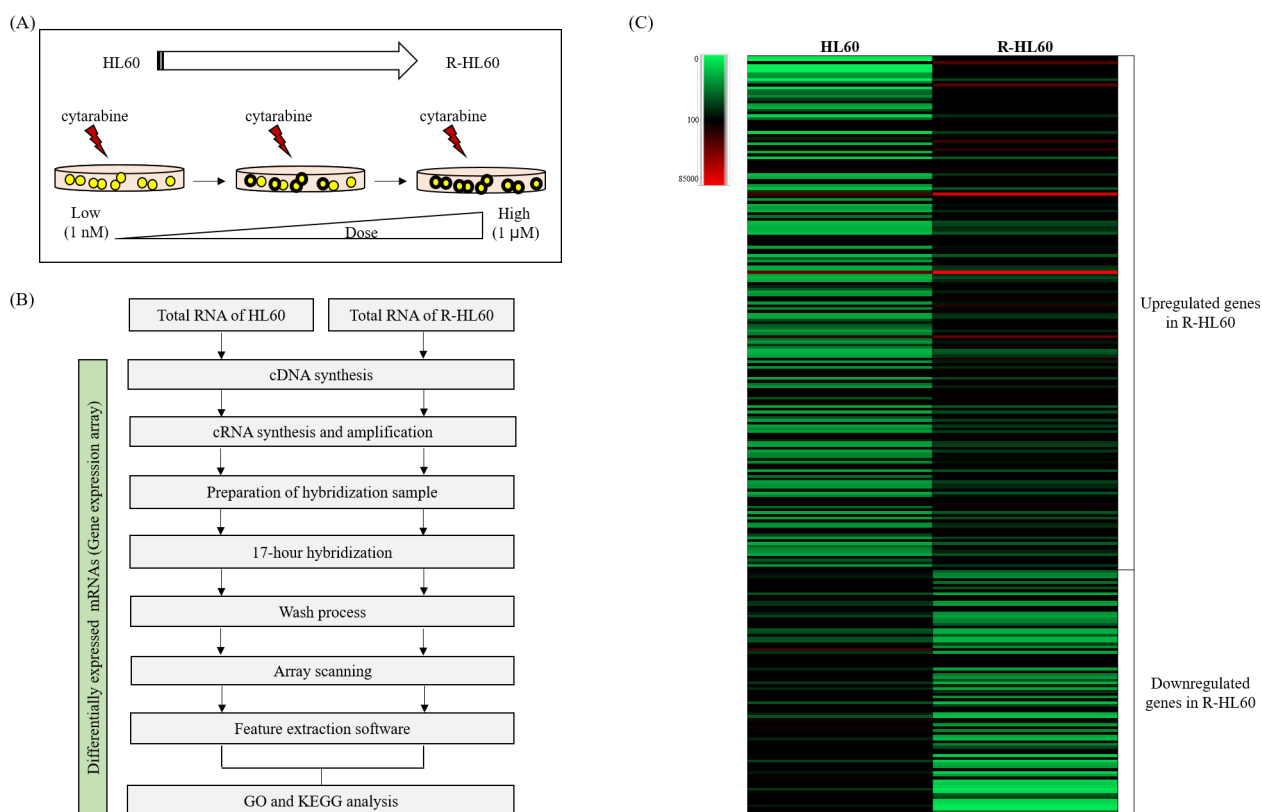 (A)
HL60
R-HL60
cytarabine
cytarabine
cytarabine
Low
(1 nM)
Dose
High
(1 μM)
(B)
Total RNA of HL60
Total RNA of R-HL60
cDNA synthesis
cRNA synthesis and amplification
Preparation of hybridization sample
17-hour hybridization
Wash process
Array scanning
Feature extraction software
GO and KEGG analysis
Differentially expressed mRNAs (Gene expression array)
(C)
HL60
R-HL60
0
100
85000
Upregulated genes
in R-HL60
Downregulated
genes in R-HL60